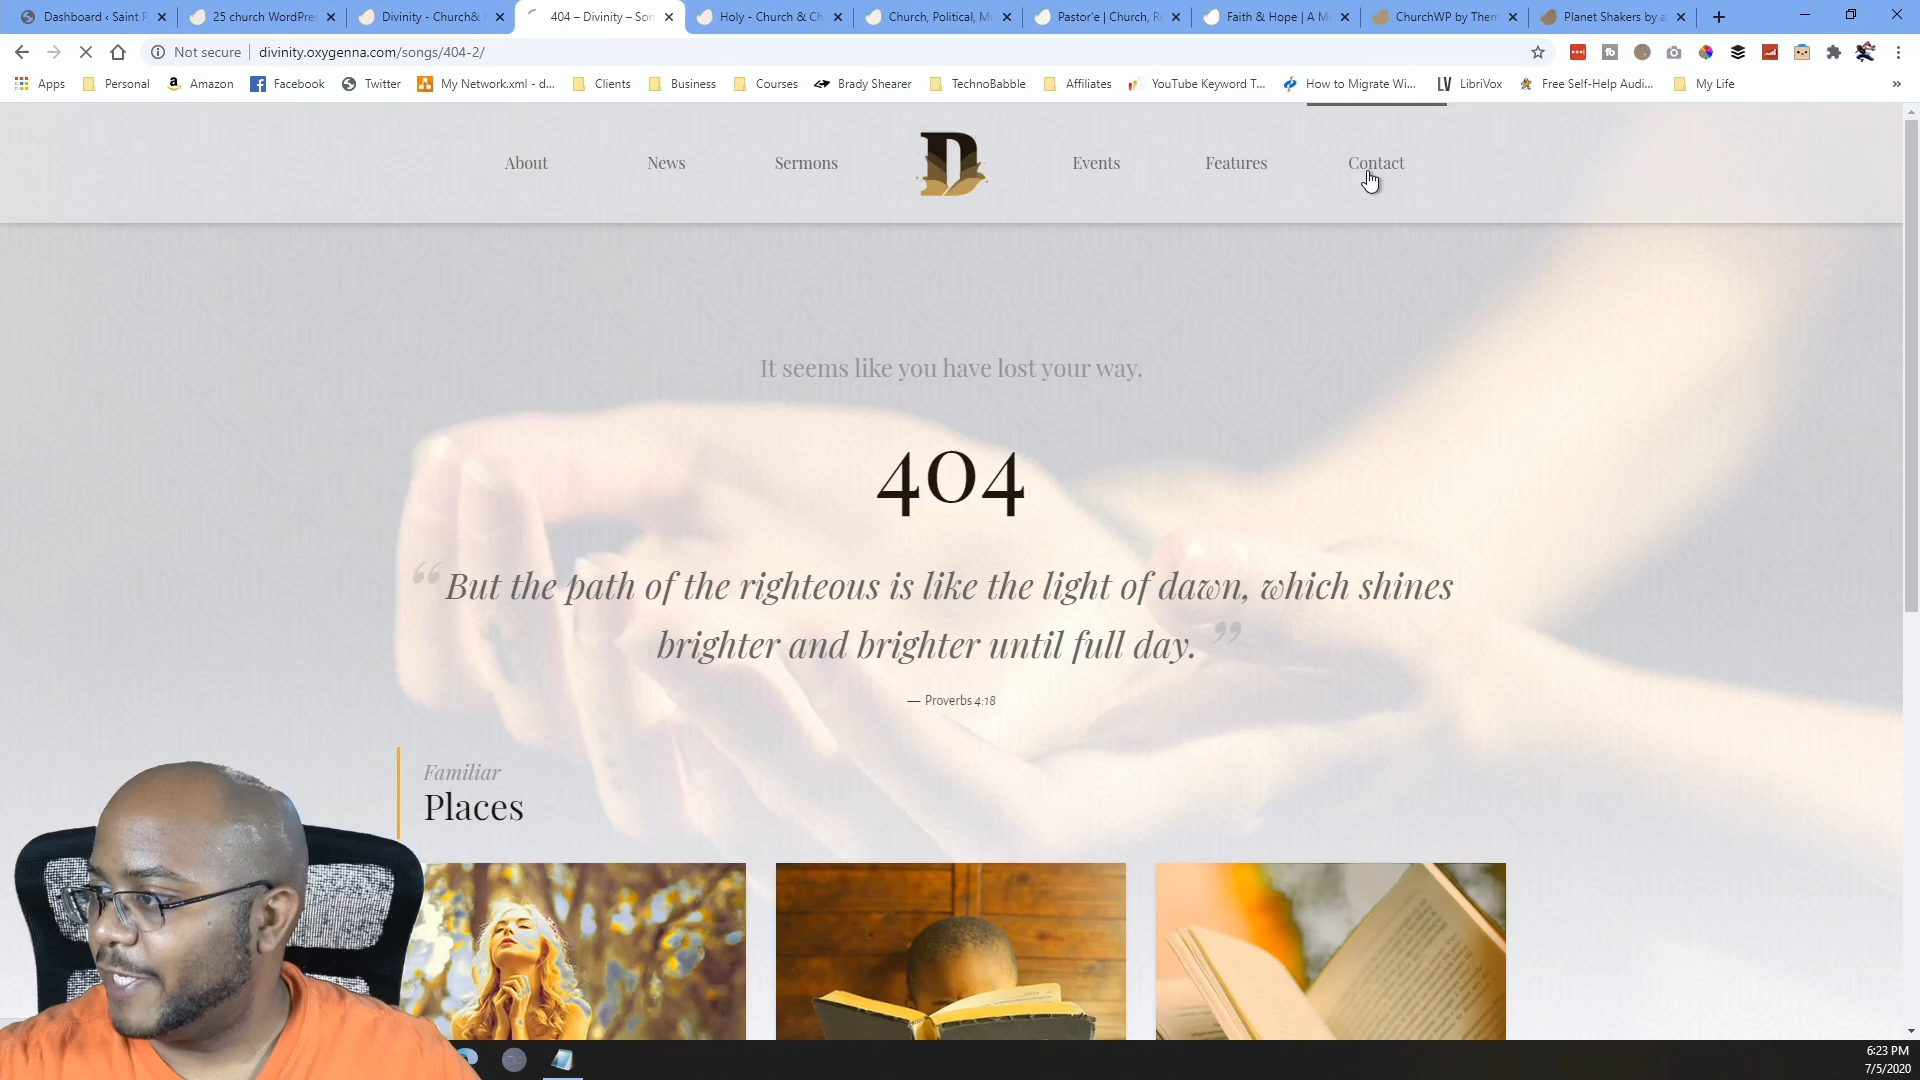 Dashboard ‹ Saint P
25 church WordPre
Divinity - Church&
404 – Divinity – Son
Holy - Church & Ch
Church, Political, M
Pastor'e | Church, R
Faith & Hope | A M
ChurchWP by Them
Planet Shakers by a
Not secure
divinity.oxygenna.com/songs/404-2/
Apps
Personal
Amazon
Facebook
Twitter
My Network.xml - d...
Clients
Business
Courses
Brady Shearer
TechnoBabble
Affiliates
YouTube Keyword T...
How to Migrate Wi...
LibriVox
Free Self-Help Audi...
My Life
»
About
News
Sermons
D
Events
Features
Contact
It seems like you have lost your way.
404
“ But the path of the righteous is like the light of dawn, which shines
brighter and brighter until full day. ”
— Proverbs 4:18
Familiar
Places
6:23 PM
7/5/2020